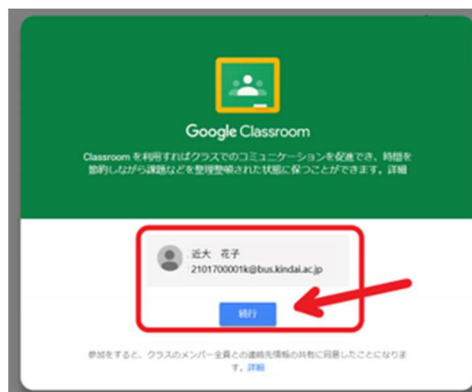 Google Classroom
Classroom を利用すればクラスでのコミュニケーションを促進でき、時間を
節約しながら課題などを整理整頓された状態に保つことができます。詳細
近大 花子
2101700001k@bus.kindai.ac.jp
続行
参加をすると、クラスのメンバー全員との連絡先情報の共有に同意したことになりま
す。詳細